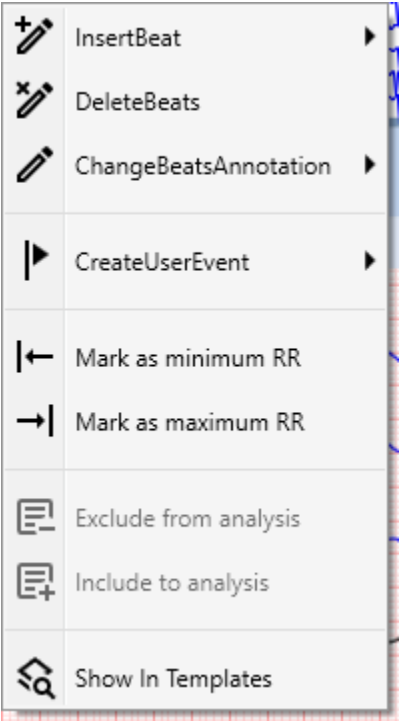 InsertBeat
DeleteBeats
ChangeBeatsAnnotation
CreateUserEvent
Mark as minimum RR
Mark as maximum RR
Exclude from analysis
Include to analysis
Show In Templates